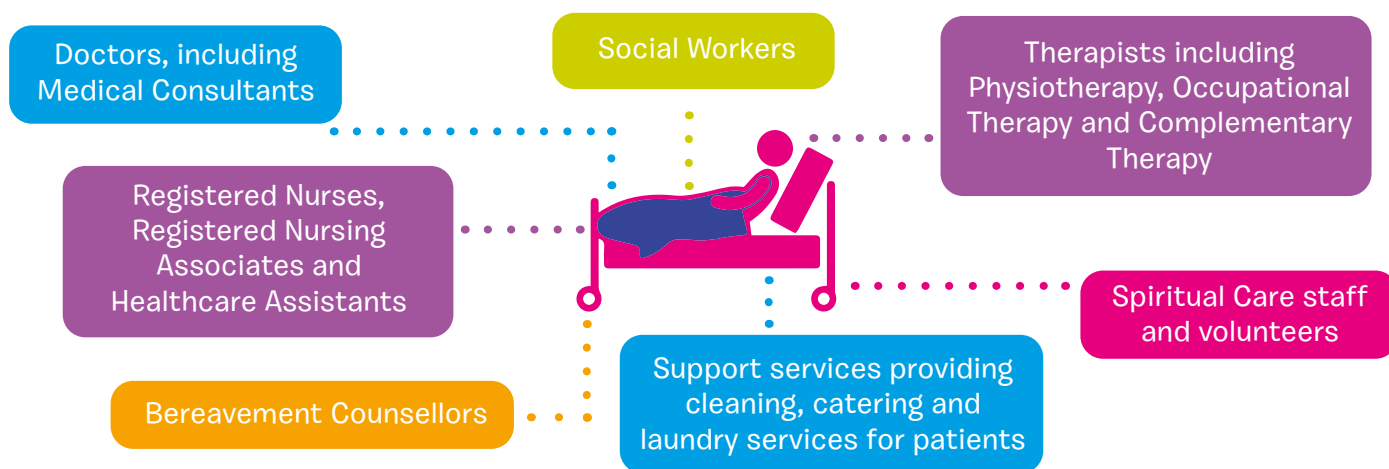 Doctors, including
Medical Consultants
Social Workers
Therapists including
Physiotherapy, Occupational
Therapy and Complementary
Therapy
Registered Nurses,
Registered Nursing
Associates and
Healthcare Assistants
Spiritual Care staff
and volunteers
Bereavement Counsellors
Support services providing
cleaning, catering and
laundry services for patients